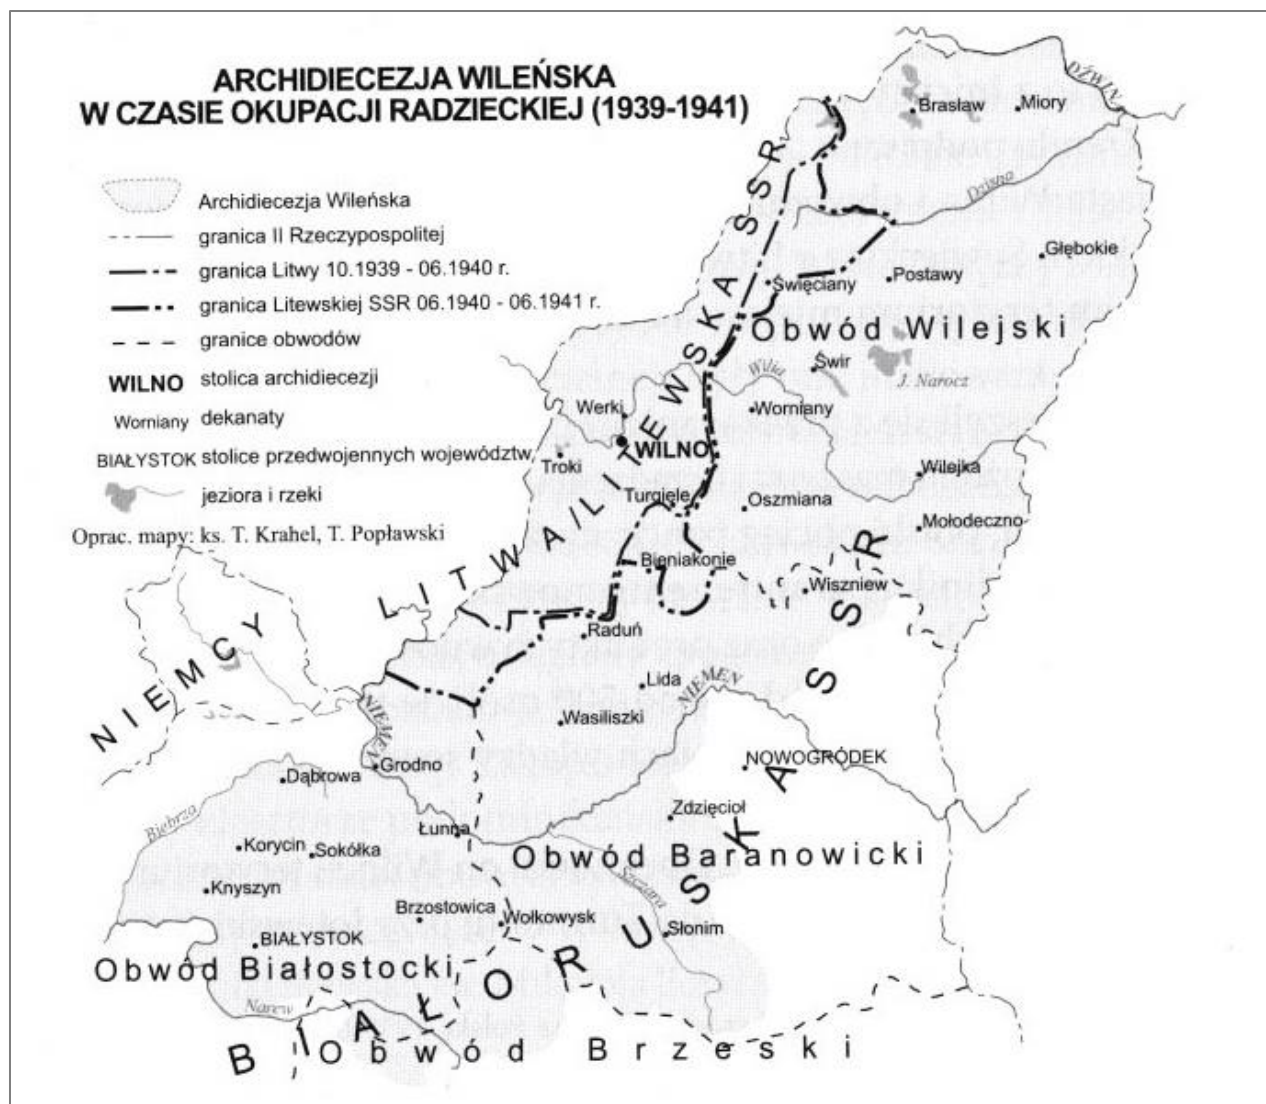 ARCHIDIECEZJA WILEŃSKA
W CZASIE OKUPACJI RADZIECKIEJ (1939-1941)
Archidiecezja Wileńska
granica II Rzeczypospolitej
granica Litwy 10.1939 - 06.1940 r.
granica Litewskiej SSR 06.1940 - 06.1941 r.
granice obwodów
WILNO stolica archidiecezji
Worniany dekanaty
BIAŁYSTOK stolice przedwojennych województw
jeziora i rzeki
Oprac. mapy: ks. T. Krahel, T. Popławski
DŹWINA
Brasław
Miory
Dzisna
Głębokie
Święciany
Postawy
Obwód Wilejski
Świr
J. Narocz
Wilia
Werki
Worniany
WILNO
Troki
Wilejka
Turgiele
Oszmiana
Mołodeczno
LITWA/LITEWSKA SSR
Bieniakonie
Wiszniew
Raduń
NIEMCY
Lida
NIEMEN
NIEMEN
Wasiliszki
Grodno
NOWOGRÓDEK
Dąbrowa
Biebrza
Zdzięcioł
Łunna
Korycin
Sokółka
Obwód Baranowicki
Szczara
Knyszyn
Brzostowica
Wołkowysk
Słonim
BIAŁYSTOK
Obwód Białostocki
Narew
BIAŁORUSKA SSR
Obwód Brzeski